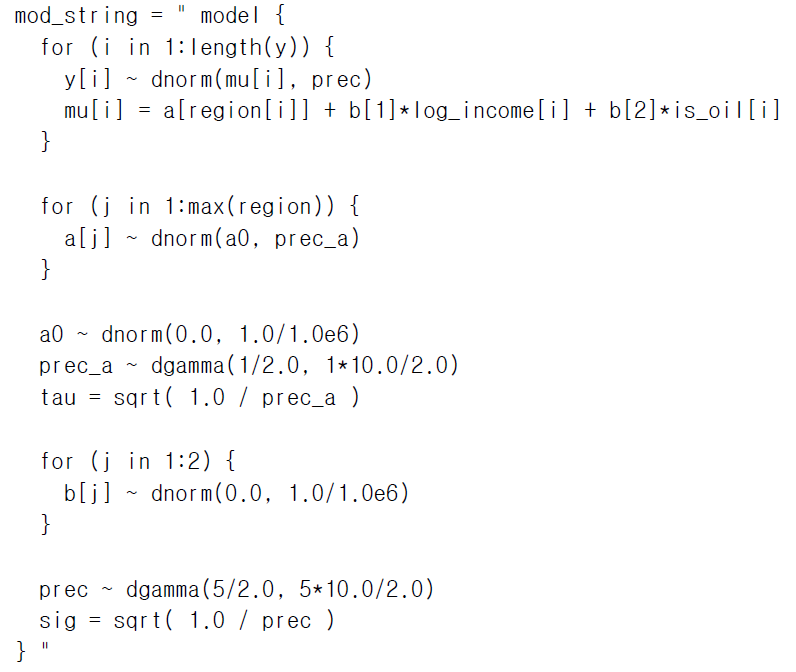 mod_string = " model {
  for (i in 1:length(y)) {
    y[i] ~ dnorm(mu[i], prec)
    mu[i] = a[region[i]] + b[1]*log_income[i] + b[2]*is_oil[i]
  }

  for (j in 1:max(region)) {
    a[j] ~ dnorm(a0, prec_a)
  }

  a0 ~ dnorm(0.0, 1.0/1.0e6)
  prec_a ~ dgamma(1/2.0, 1*10.0/2.0)
  tau = sqrt( 1.0 / prec_a )

  for (j in 1:2) {
    b[j] ~ dnorm(0.0, 1.0/1.0e6)
  }

  prec ~ dgamma(5/2.0, 5*10.0/2.0)
  sig = sqrt( 1.0 / prec )
} "